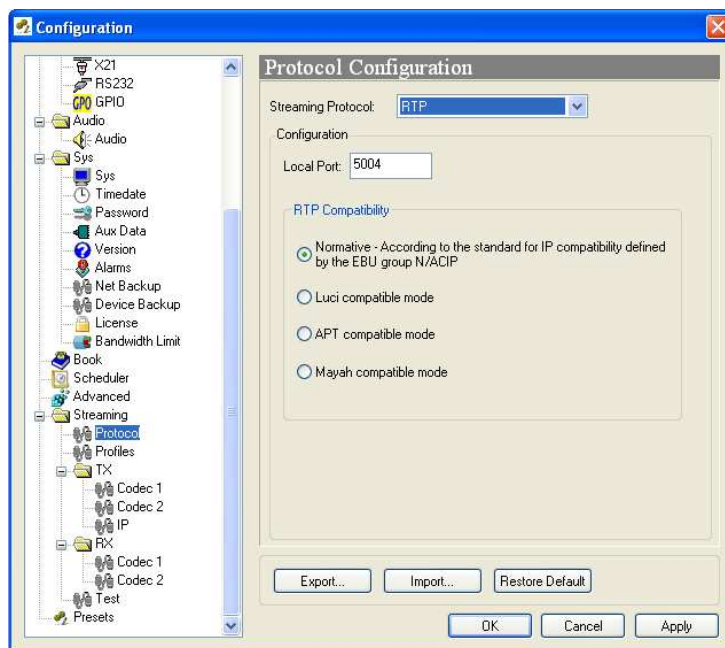 Configuration
X21
RS232
GPO GPIO
Audio
Audio
Sys
Sys
Timedate
Password
Aux Data
Version
Alarms
Net Backup
Device Backup
License
Bandwidth Limit
Book
Scheduler
Advanced
Streaming
Protocol
Profiles
TX
Codec 1
Codec 2
IP
RX
Codec 1
Codec 2
Test
Presets
Protocol Configuration
Streaming Protocol: RTP
Configuration
Local Port: 5004
RTP Compatibility
Normative - According to the standard for IP compatibility defined
by the EBU group N/ACIP
Luci compatible mode
APT compatible mode
Mayah compatible mode
Export... Import... Restore Default
OK Cancel Apply